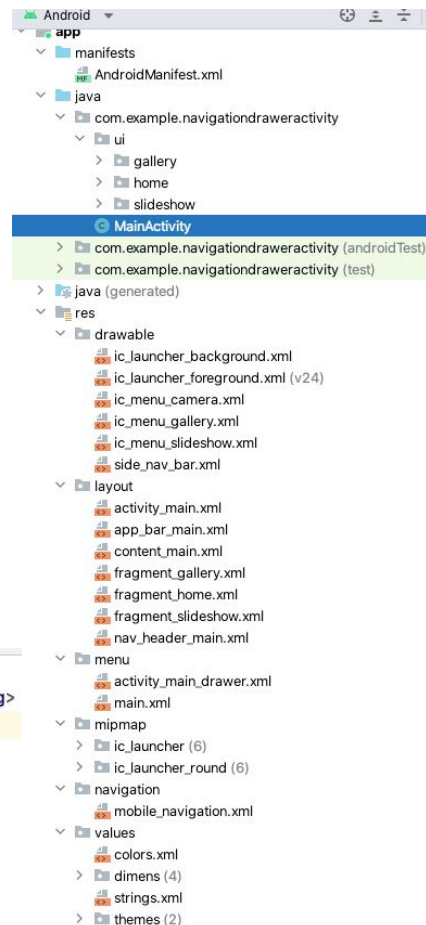 Android
app
manifests
AndroidManifest.xml
java
com.example.navigationdraweractivity
ui
gallery
home
slideshow
MainActivity
com.example.navigationdraweractivity (androidTest)
com.example.navigationdraweractivity (test)
java (generated)
res
drawable
ic_launcher_background.xml
ic_launcher_foreground.xml (v24)
ic_menu_camera.xml
ic_menu_gallery.xml
ic_menu_slideshow.xml
side_nav_bar.xml
layout
activity_main.xml
app_bar_main.xml
content_main.xml
fragment_gallery.xml
fragment_home.xml
fragment_slideshow.xml
nav_header_main.xml
menu
g>
activity_main_drawer.xml
main.xml
mipmap
ic_launcher (6)
ic_launcher_round (6)
navigation
mobile_navigation.xml
values
colors.xml
dimens (4)
strings.xml
themes (2)